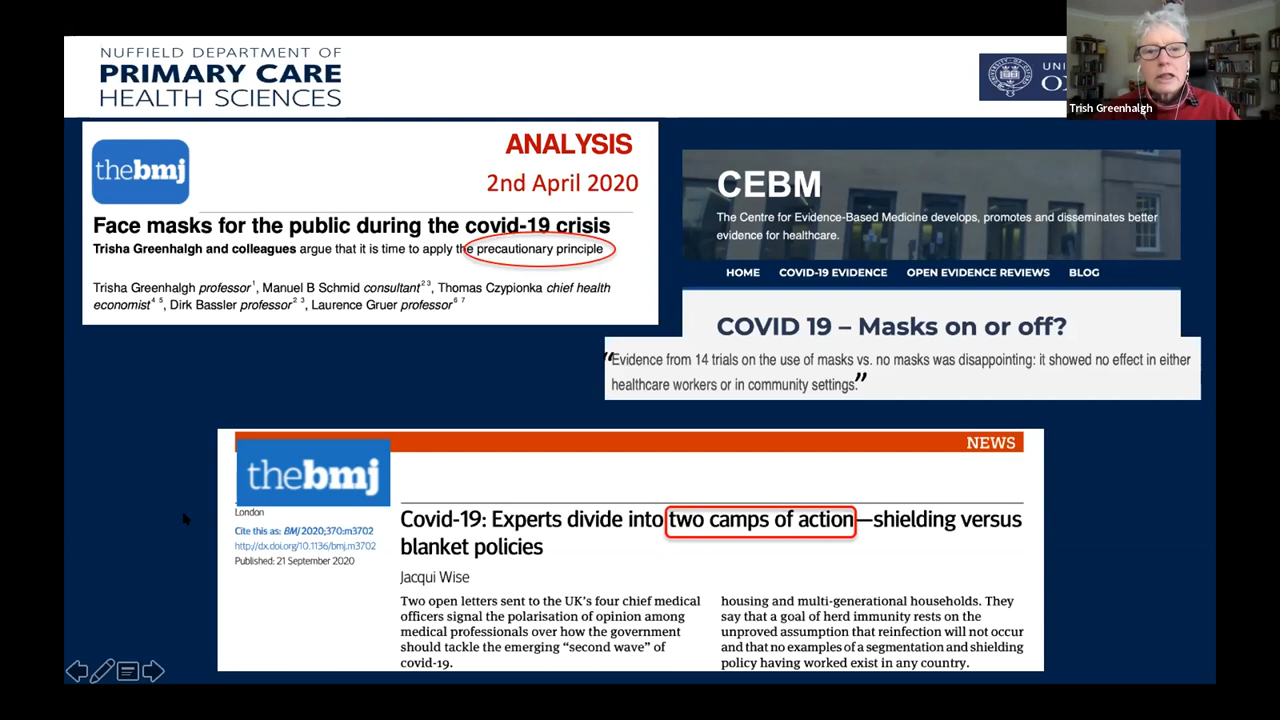 NUFFIELD DEPARTMENT OF
PRIMARY CARE
HEALTH SCIENCES
Trish Greenhalgh
thebmj
ANALYSIS
2nd April 2020
Face masks for the public during the covid-19 crisis
Trisha Greenhalgh and colleagues argue that it is time to apply the precautionary principle
Trisha Greenhalgh professor1, Manuel B Schmid consultant2 3, Thomas Czypionka chief health
economist4 5, Dirk Bassler professor2 3, Laurence Gruer professor6 7
CEBM
The Centre for Evidence-Based Medicine develops, promotes and disseminates better
evidence for healthcare.
HOME COVID-19 EVIDENCE OPEN EVIDENCE REVIEWS BLOG
COVID 19 – Masks on or off?
“Evidence from 14 trials on the use of masks vs. no masks was disappointing: it showed no effect in either
healthcare workers or in community settings.”
NEWS
thebmj
London
Cite this as: BMJ 2020;370:m3702
http://dx.doi.org/10.1136/bmj.m3702
Published: 21 September 2020
Covid-19: Experts divide into two camps of action—shielding versus
blanket policies
Jacqui Wise
Two open letters sent to the UK’s four chief medical
officers signal the polarisation of opinion among
medical professionals over how the government
should tackle the emerging “second wave” of
covid-19.
housing and multi-generational households. They
say that a goal of herd immunity rests on the
unproved assumption that reinfection will not occur
and that no examples of a segmentation and shielding
policy having worked exist in any country.